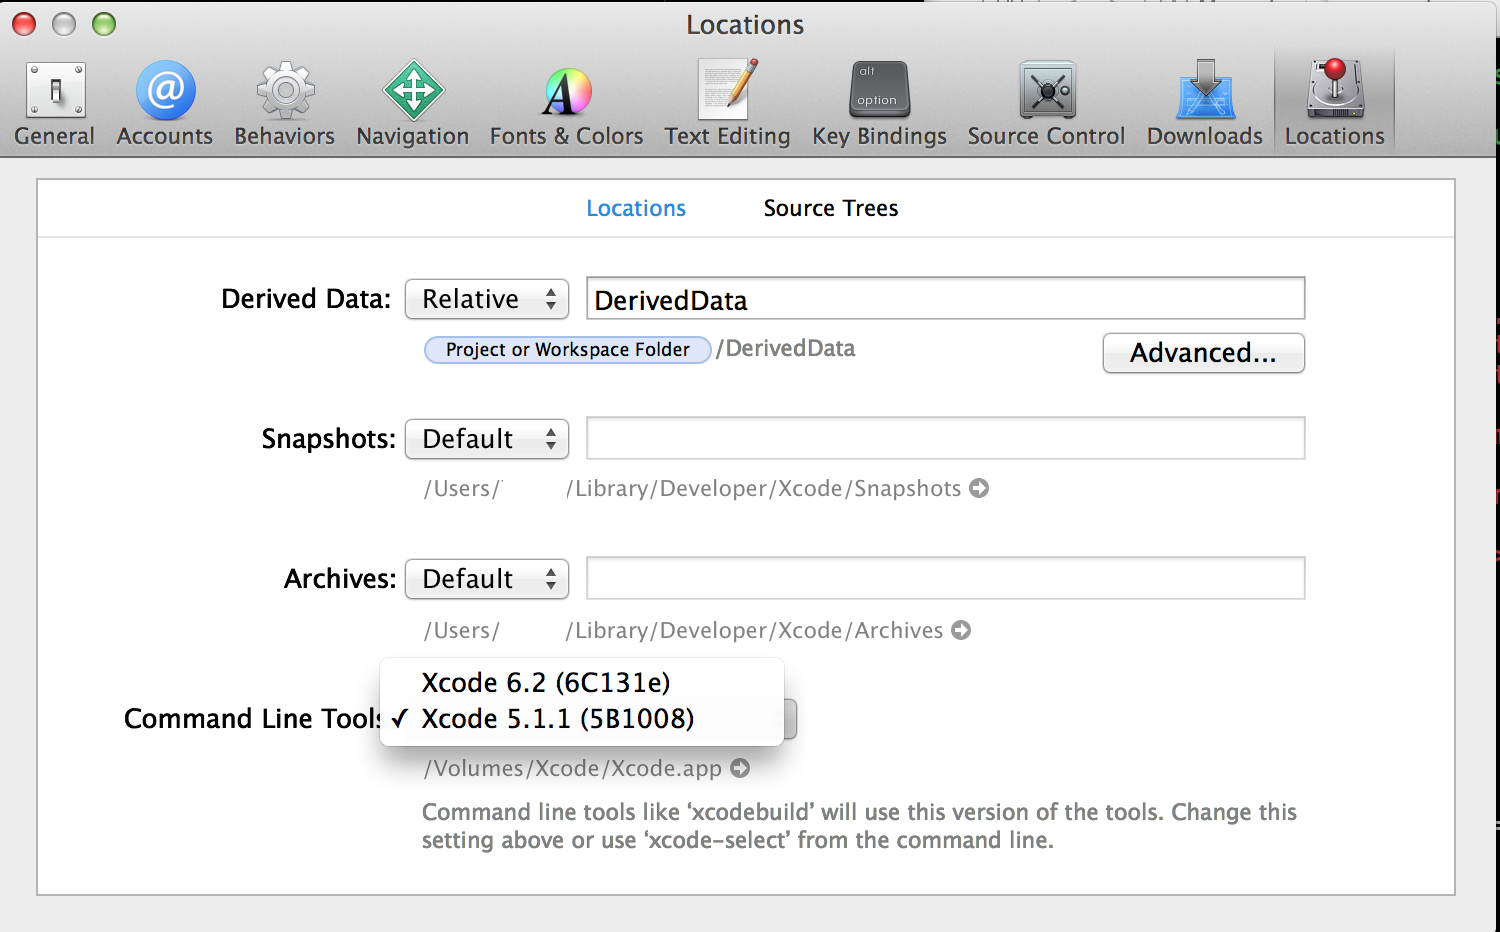 Locations
alt
option
General Accounts Behaviors Navigation Fonts & Colors Text Editing Key Bindings Source Control Downloads Locations
Locations Source Trees
Derived Data: Relative DerivedData
Project or Workspace Folder /DerivedData Advanced...
Snapshots: Default
/Users/ /Library/Developer/Xcode/Snapshots
Archives: Default
/Users/ /Library/Developer/Xcode/Archives
Xcode 6.2 (6C131e)
Command Line Tools ✓ Xcode 5.1.1 (5B1008)
/Volumes/Xcode/Xcode.app
Command line tools like ‘xcodebuild’ will use this version of the tools. Change this
setting above or use ‘xcode-select’ from the command line.